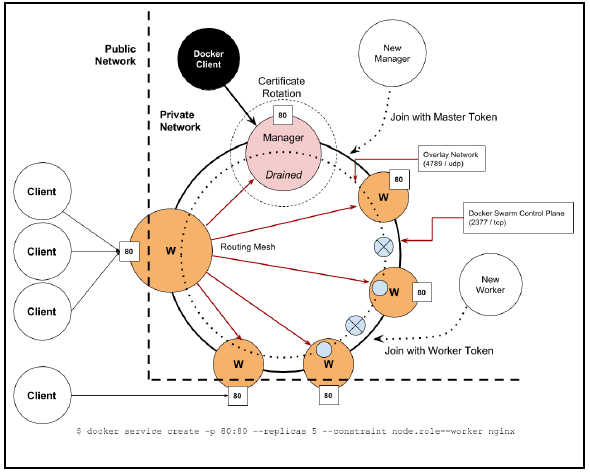 Public
Network
Docker
Client
New
Manager
Certificate
Rotation
Private
Network
80
Manager
Drained
Join with Master Token
Overlay Network
(4789 / udp)
80
W
Client
Client
Client
80
W
Routing Mesh
Docker Swarm Control Plane
(2377 / tcp)
W
80
New
Worker
Join with Worker Token
W
W
Client
80
80
$ docker service create -p 80:80 --replicas 5 --constraint node.role==worker nginx